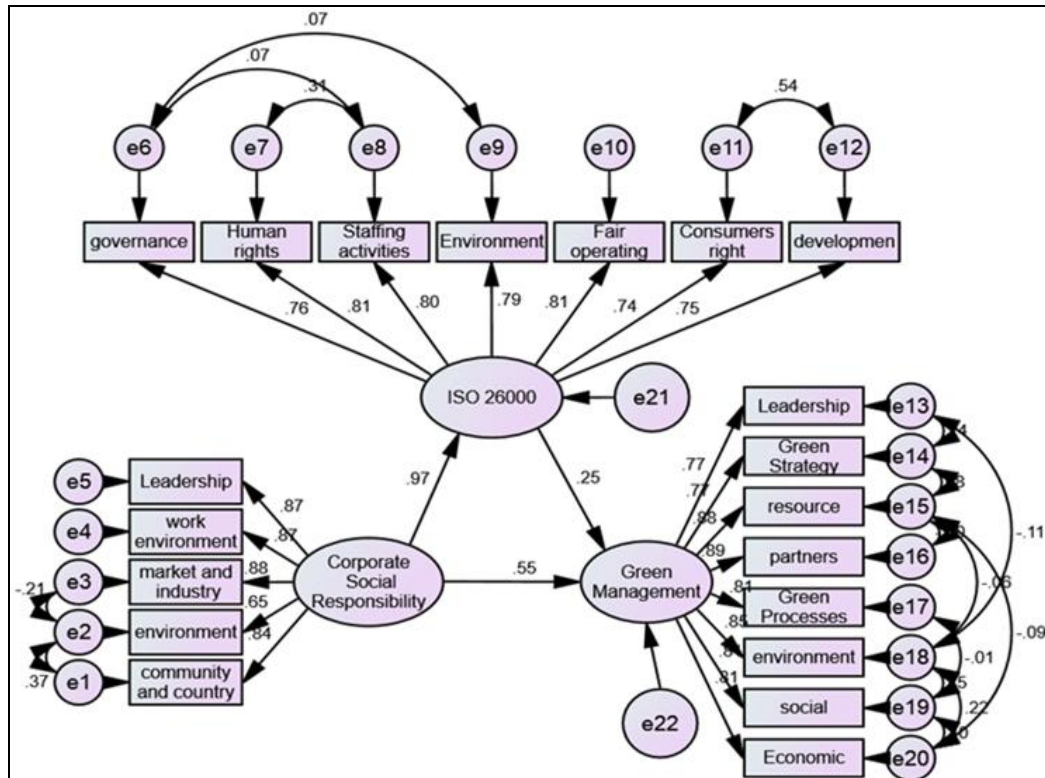 .07
.07
.31
.54
e6
e7
e8
e9
e10
e11
e12
governance
Human
rights
Staffing
activities
Environment
Fair
operating
Consumers
right
developmen
.76
.81
.80
.79
.81
.74
.75
ISO 26000
e21
.97
.25
.55
e5
Leadership
e4
work
environment
e3
market and
industry
e2
environment
e1
community
and country
-.21
.37
.87
.87
.88
.65
.84
Corporate
Social
Responsibility
Green
Management
e22
.77
.77
.88
.89
.81
.85
.81
Leadership
e13
Green
Strategy
e14
resource
e15
partners
e16
Green
Processes
e17
environment
e18
social
e19
Economic
e20
-.11
-.06
-.09
-.01
.22